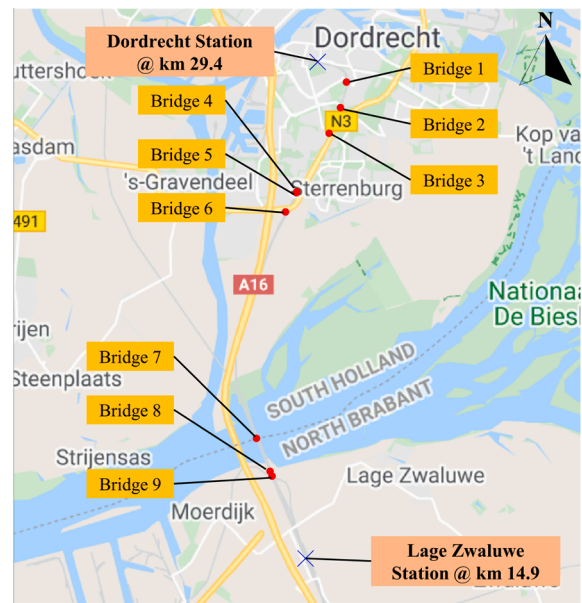 N
Dordrecht Station
@ km 29.4
Dordrecht
uttershoek
Bridge 1
Bridge 4
Bridge 2
N3
Kop va
't Land
asdam
Bridge 5
Bridge 3
's-Gravendeel
Sterrenburg
Bridge 6
491
A16
Nationaa
De Bies
rijen
Bridge 7
SOUTH HOLLAND
NORTH BRABANT
Steenplaats
Bridge 8
Strijensas
Bridge 9
Lage Zwaluwe
Moerdijk
Lage Zwaluwe
Station @ km 14.9